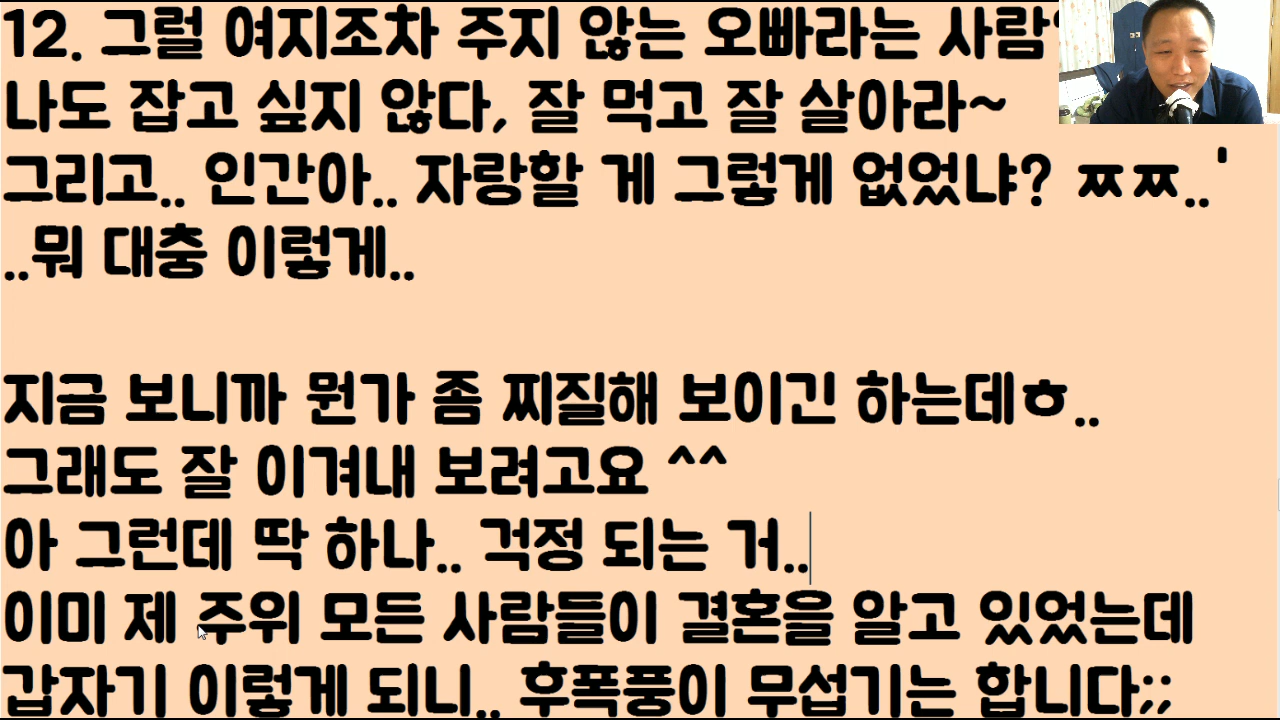 12. 그럴 여지조차 주지 않는 오빠라는 사람
나도 잡고 싶지 않다, 잘 먹고 잘 살아라~
그리고.. 인간아.. 자랑할 게 그렇게 없었냐? ㅉㅉ..'
..뭐 대충 이렇게..
지금 보니까 뭔가 좀 찌질해 보이긴 하는데ㅎ..
그래도 잘 이겨내 보려고요 ^^
아 그런데 딱 하나.. 걱정 되는 거..
이미 제 주위 모든 사람들이 결혼을 알고 있었는데
갑자기 이렇게 되니.. 후폭풍이 무섭기는 합니다;;